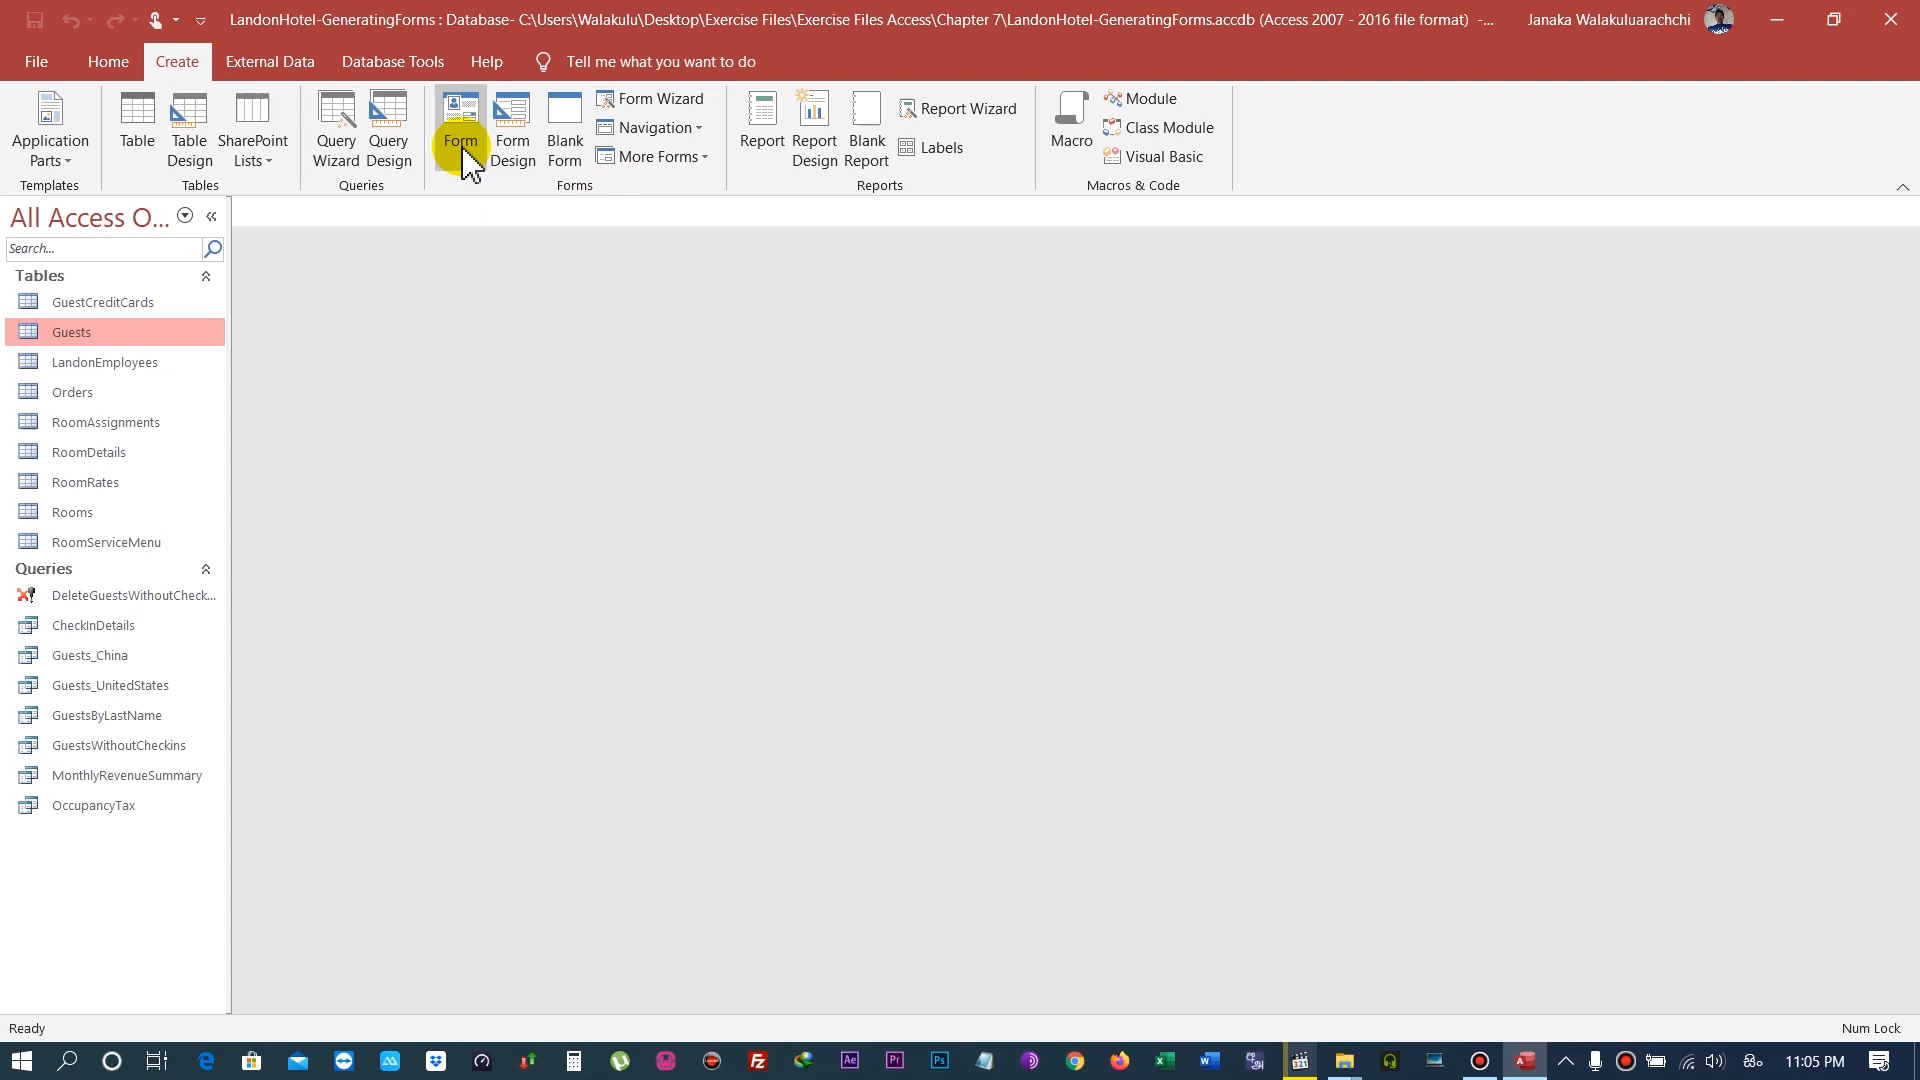 LandonHotel-GeneratingForms : Database- C:\Users\Walakulu\Desktop\Exercise Files\Exercise Files Access\Chapter 7\LandonHotel-GeneratingForms.accdb (Access 2007 - 2016 file format) -...
Janaka Walakuluarachchi
File Home Create External Data Database Tools Help Tell me what you want to do
Application Parts
Table
Table Design
SharePoint Lists
Query Wizard
Query Design
Form
Form Design
Blank Form
Form Wizard
Navigation
More Forms
Report
Report Design
Blank Report
Report Wizard
Labels
Macro
Module
Class Module
Visual Basic
Templates Tables Queries Forms Reports Macros & Code
All Access O...
Search...
Tables
GuestCreditCards
Guests
LandonEmployees
Orders
RoomAssignments
RoomDetails
RoomRates
Rooms
RoomServiceMenu
Queries
DeleteGuestsWithoutCheck...
CheckInDetails
Guests_China
Guests_UnitedStates
GuestsByLastName
GuestsWithoutCheckins
MonthlyRevenueSummary
OccupancyTax
Ready
Num Lock
Ae Pr Ps
11:05 PM